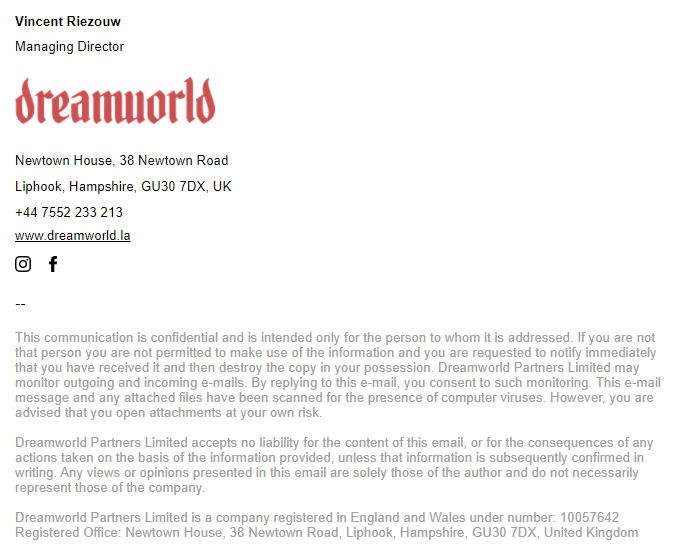 Vincent Riezouw
Managing Director
dreamworld
Newtown House, 38 Newtown Road
Liphook, Hampshire, GU30 7DX, UK
+44 7552 233 213
www.dreamworld.la
--
This communication is confidential and is intended only for the person to whom it is addressed. If you are not
that person you are not permitted to make use of the information and you are requested to notify immediately
that you have received it and then destroy the copy in your possession. Dreamworld Partners Limited may
monitor outgoing and incoming e-mails. By replying to this e-mail, you consent to such monitoring. This e-mail
message and any attached files have been scanned for the presence of computer viruses. However, you are
advised that you open attachments at your own risk.
Dreamworld Partners Limited accepts no liability for the content of this email, or for the consequences of any
actions taken on the basis of the information provided, unless that information is subsequently confirmed in
writing. Any views or opinions presented in this email are solely those of the author and do not necessarily
represent those of the company.
Dreamworld Partners Limited is a company registered in England and Wales under number: 10057642
Registered Office: Newtown House, 38 Newtown Road, Liphook, Hampshire, GU30 7DX, United Kingdom